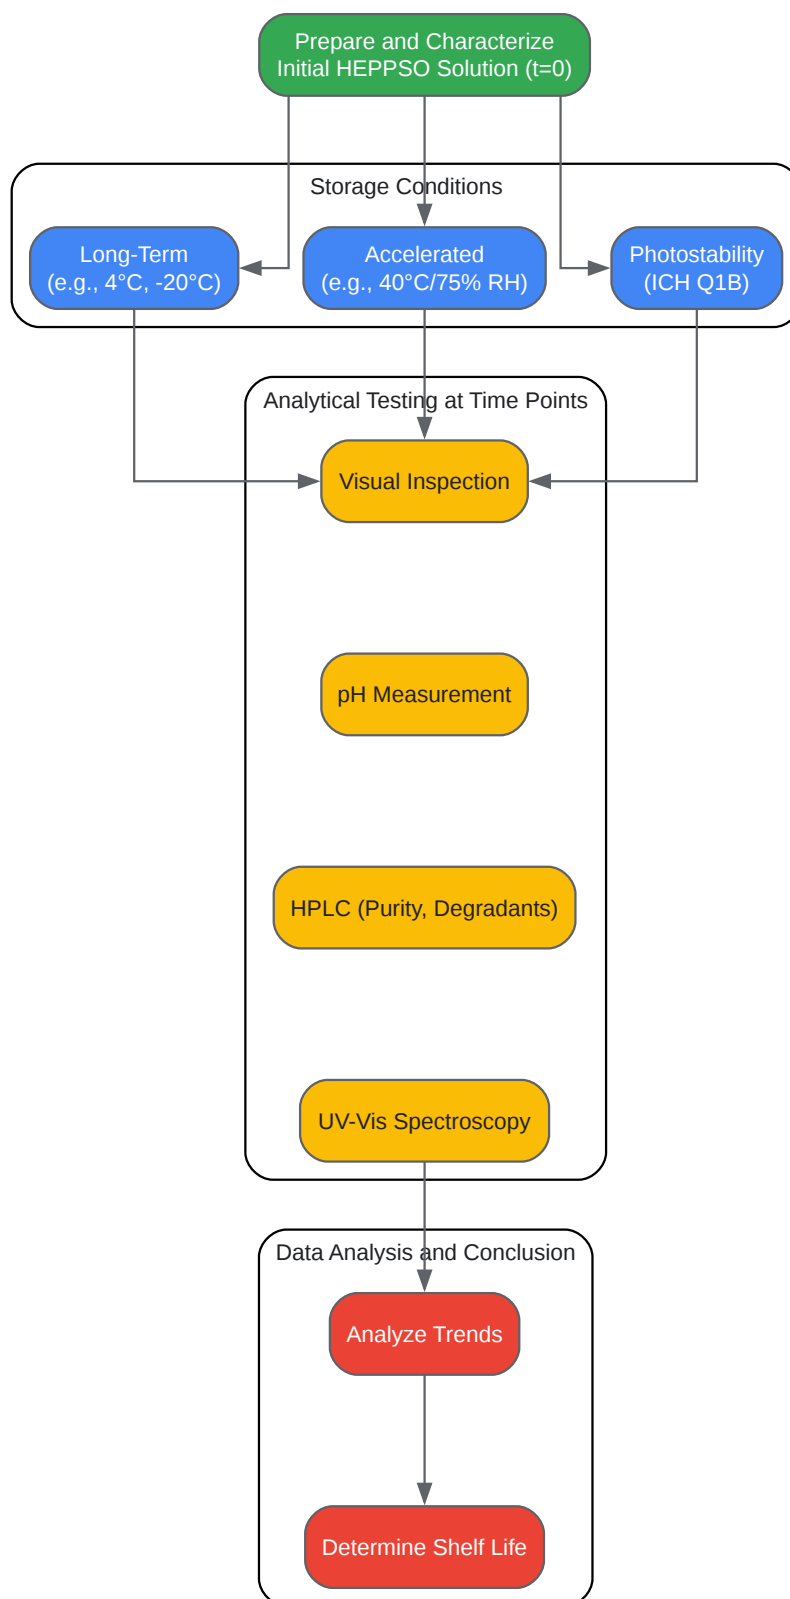 Prepare and Characterize
Initial HEPPSO Solution (t=0)
Storage Conditions
Long-Term
(e.g., 4°C, -20°C)
Accelerated
(e.g., 40°C/75% RH)
Photostability
(ICH Q1B)
Analytical Testing at Time Points
Visual Inspection
pH Measurement
HPLC (Purity, Degradants)
UV-Vis Spectroscopy
Data Analysis and Conclusion
Analyze Trends
Determine Shelf Life